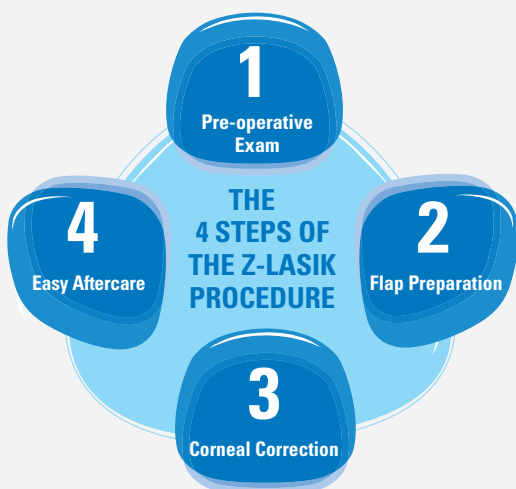 1
Pre-operative
Exam
THE
4 STEPS OF
THE Z-LASIK
PROCEDURE
2
Flap Preparation
3
Corneal Correction
4
Easy Aftercare